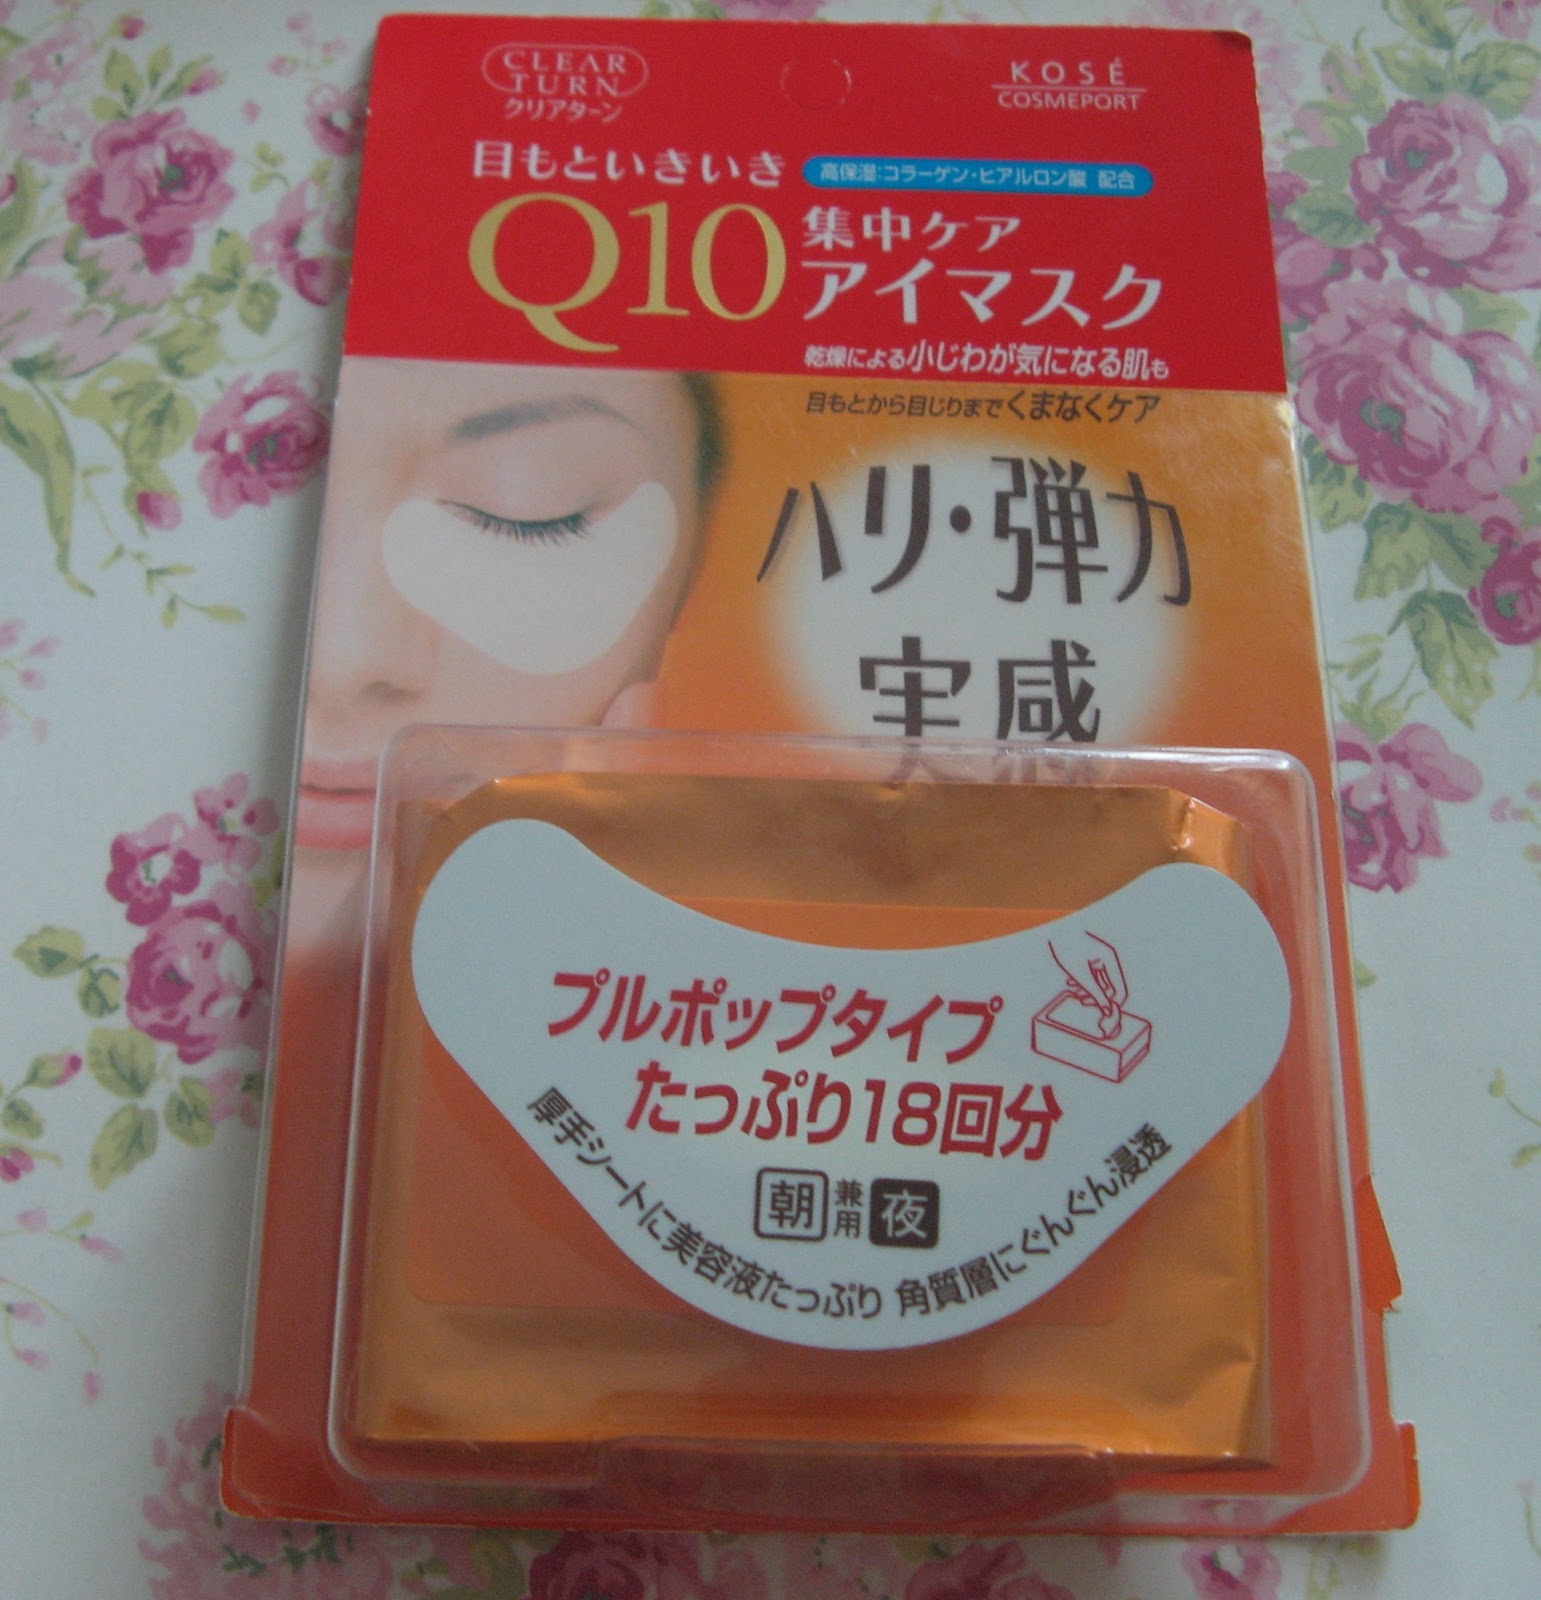 CLEAR
TURN
クリアターン
KOSÉ
COSMEPORT
目もといきいき
高保湿:コラーゲン・ヒアルロン酸 配合
Q10
集中ケア
アイマスク
乾燥による小じわが気になる肌も
目もとから目じりまでくまなくケア
ハリ・弾力
実感
プルポップタイプ
たっぷり18回分
朝 兼用 夜
厚手シートに美容液たっぷり 角質層にぐんぐん浸透